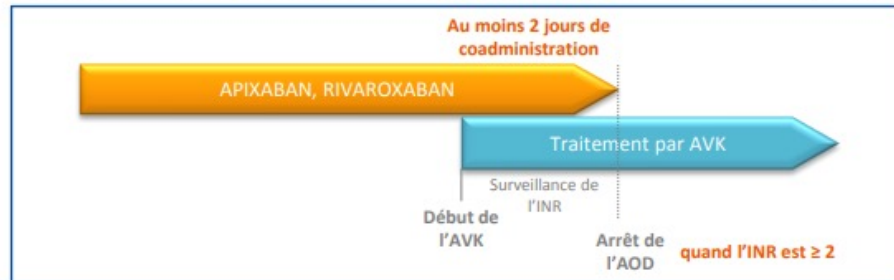 Au moins 2 jours de
coadministration
APIXABAN, RIVAROXABAN
Traitement par AVK
Surveillance de
l'INR
Début de
l'AVK
Arrêt de
l'AOD
quand l'INR est ≥ 2